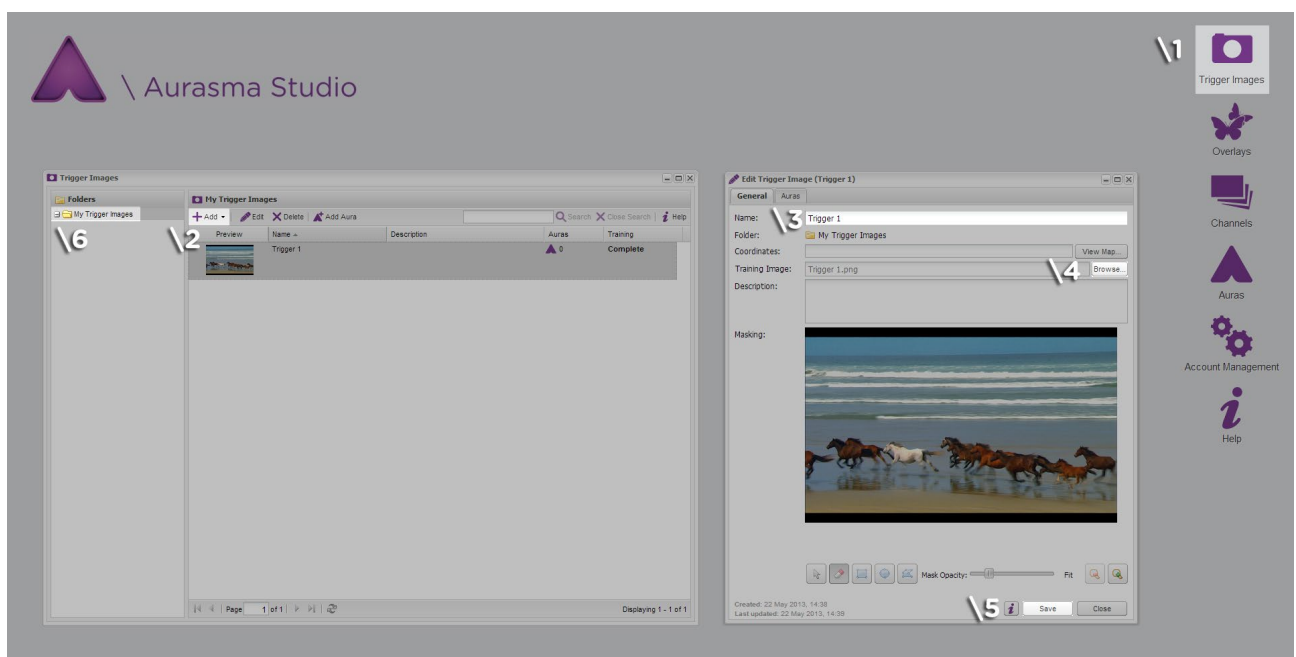 \ Aurasma Studio
\1
Trigger Images
Overlays
Channels
Auras
Account Management
Help
Trigger Images
Folders
My Trigger Images
\6
My Trigger Images
Add Edit Delete Add Aura Search Close Search Help
\2
Preview Name Description Auras Training
Trigger 1 0 Complete
Page 1 of 1 Displaying 1 - 1 of 1
Edit Trigger Image (Trigger 1)
General Auras
Name: \3 Trigger 1
Folder: My Trigger Images
Coordinates: View Map...
Training Image: Trigger 1.png \4 Browse...
Description:
Masking:
Mask Opacity: Fit
Created: 22 May 2013, 14:38
Last updated: 22 May 2013, 14:39
\5 Save Close